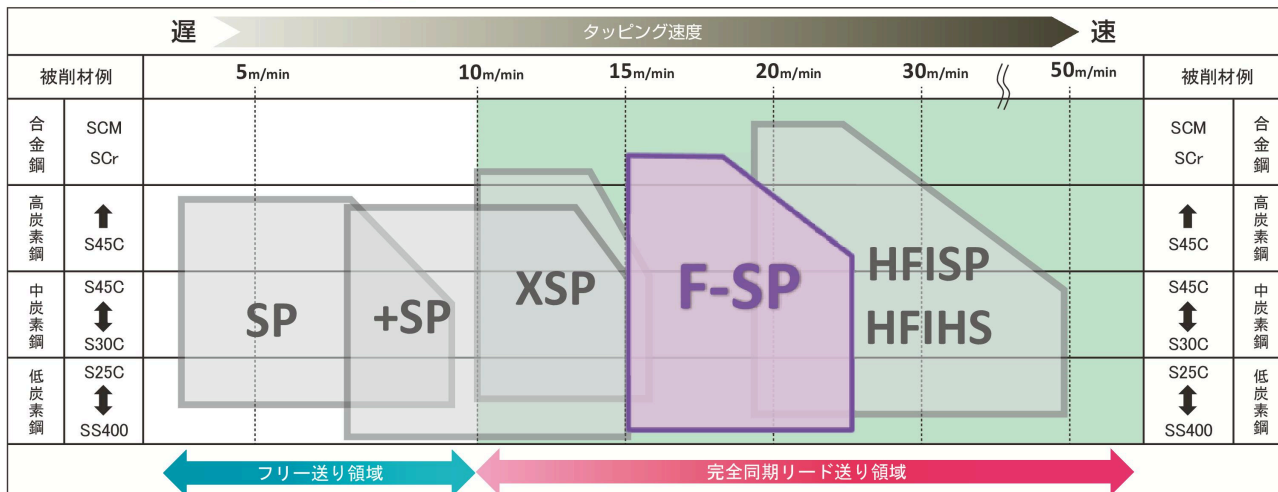 遅 タッピング速度 速
被削材例 5m/min 10m/min 15m/min 20m/min 30m/min 50m/min 被削材例
合金鋼 SCM SCM 合金鋼
SCr SCr
高炭素鋼 S45C S45C 高炭素鋼
中炭素鋼 S45C S45C 中炭素鋼
S30C S30C
低炭素鋼 S25C S25C 低炭素鋼
SS400 SS400
SP
+SP
XSP
F-SP
HFISP
HFIHS
フリー送り領域 完全同期リード送り領域